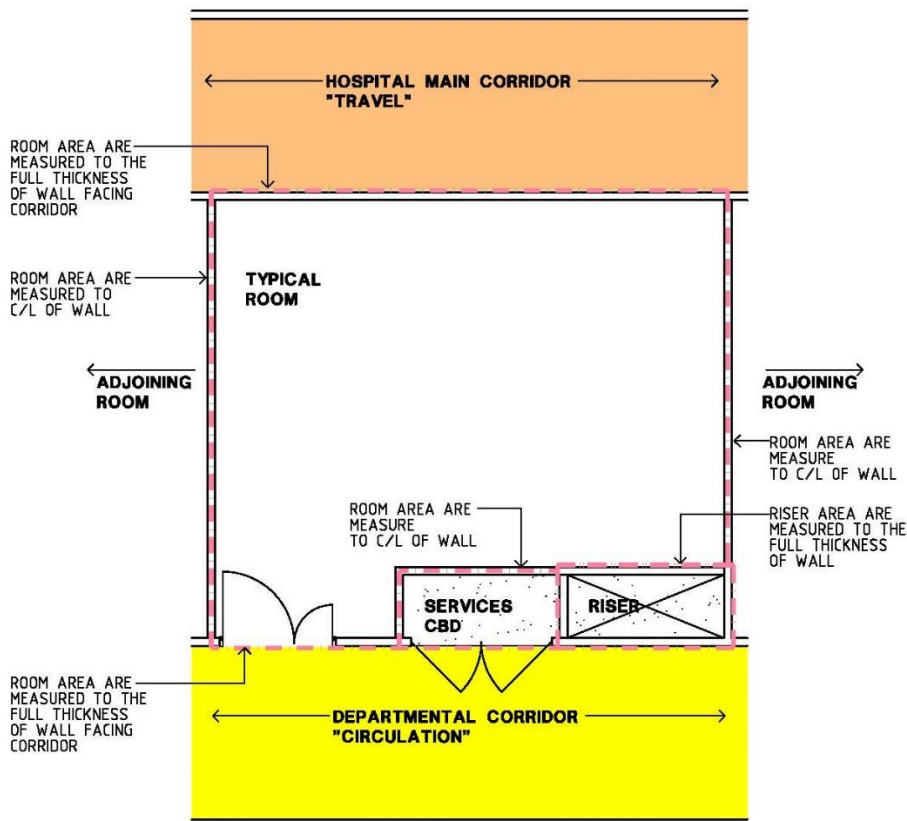 HOSPITAL MAIN CORRIDOR
"TRAVEL"
ROOM AREA ARE
MEASURED TO THE
FULL THICKNESS
OF WALL FACING
CORRIDOR
ROOM AREA ARE
MEASURED TO
C/L OF WALL
TYPICAL
ROOM
ADJOINING
ROOM
ADJOINING
ROOM
ROOM AREA ARE
MEASURE
TO C/L OF WALL
ROOM AREA ARE
MEASURE
TO C/L OF WALL
RISER AREA ARE
MEASURED TO THE
FULL THICKNESS
OF WALL
SERVICES
CBD
RISER
ROOM AREA ARE
MEASURED TO THE
FULL THICKNESS
OF WALL FACING
CORRIDOR
DEPARTMENTAL CORRIDOR
"CIRCULATION"